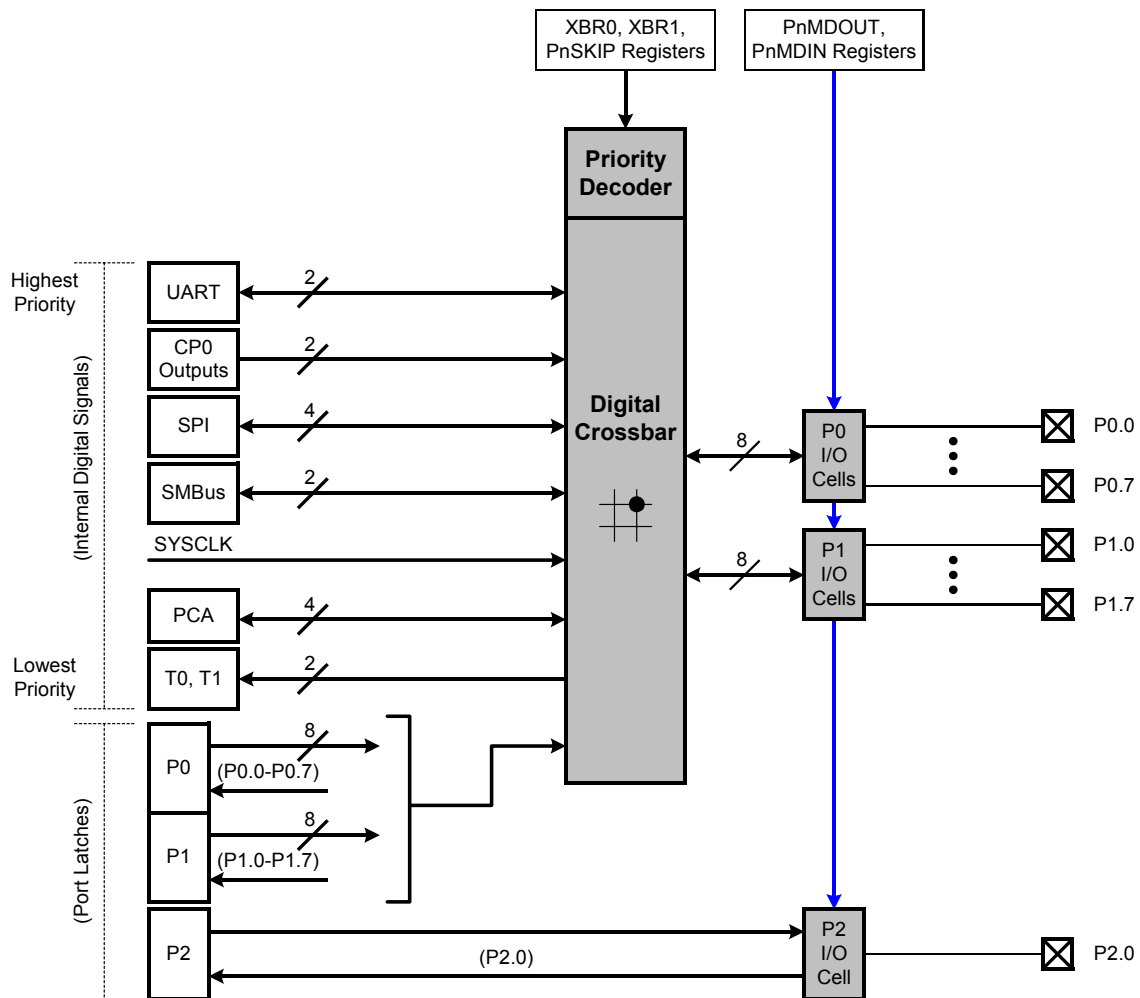 XBR0, XBR1,
PnSKIP Registers
PnMDOUT,
PnMDIN Registers
Priority
Decoder
Highest
Priority
(Internal Digital Signals)
UART
2
CP0
Outputs
2
SPI
4
SMBus
2
SYSCLK
PCA
4
Lowest
Priority
T0, T1
2
Digital
Crossbar
8
P0
I/O
Cells
P0.0
P0.7
8
P1
I/O
Cells
P1.0
P1.7
(Port Latches)
P0
8
(P0.0-P0.7)
P1
8
(P1.0-P1.7)
P2
(P2.0)
P2
I/O
Cell
P2.0